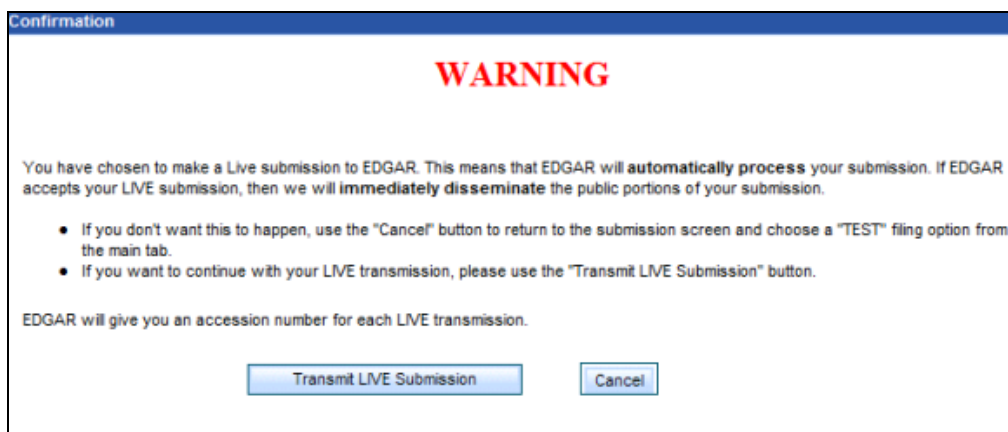 Confirmation
WARNING
You have chosen to make a Live submission to EDGAR. This means that EDGAR will automatically process your submission. If EDGAR
accepts your LIVE submission, then we will immediately disseminate the public portions of your submission.
● If you don't want this to happen, use the "Cancel" button to return to the submission screen and choose a "TEST" filing option from
the main tab.
● If you want to continue with your LIVE transmission, please use the "Transmit LIVE Submission" button.
EDGAR will give you an accession number for each LIVE transmission.
Transmit LIVE Submission Cancel